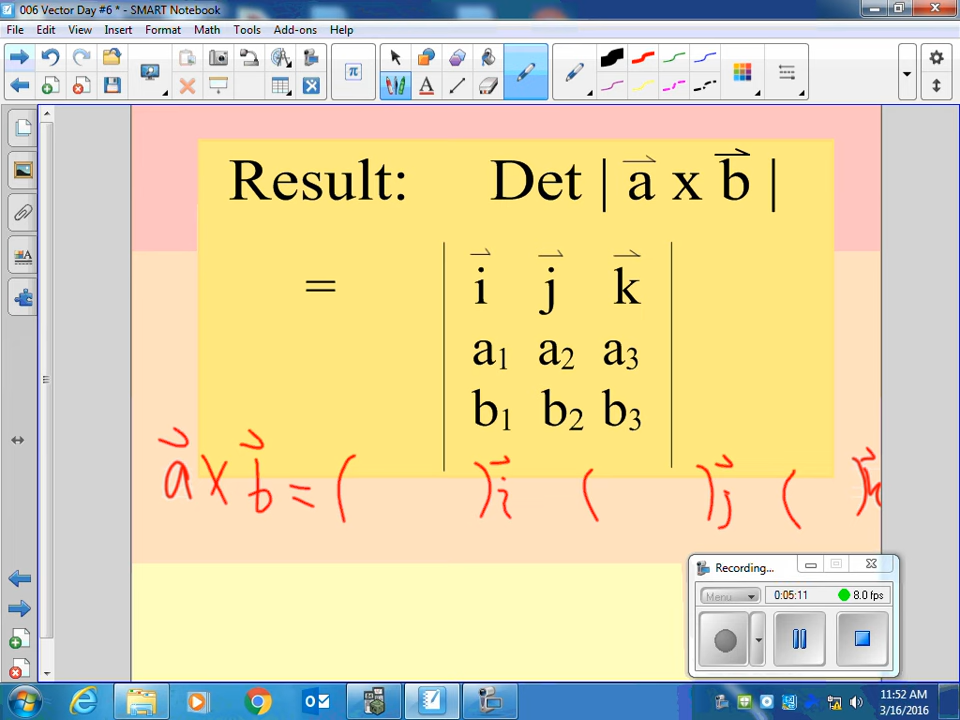 006 Vector Day #6 * - SMART Notebook
File Edit View Insert Format Math Tools Add-ons Help
π
A
Result: Det | a⃗ x b⃗ |
= | i⃗ j⃗ k⃗ |
a₁ a₂ a₃
b₁ b₂ b₃
a⃗ x b⃗ = ( )i⃗ ( )j⃗ ( )k⃗
Recording...
Menu 0:05:11 8.0 fps
11:52 AM
3/16/2016